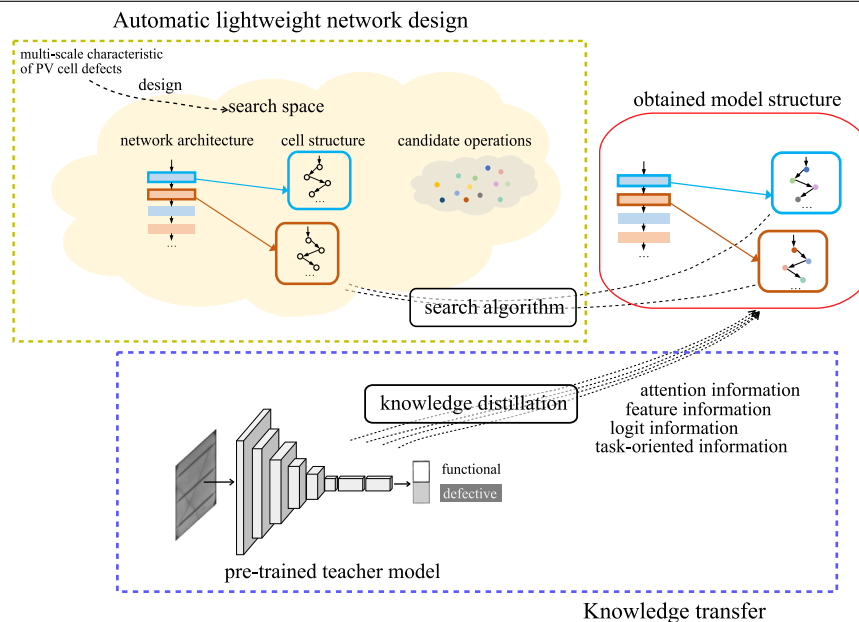 Automatic lightweight network design
multi-scale characteristic
of PV cell defects
design
search space
network architecture
cell structure
candidate operations
...
...
...
obtained model structure
...
...
...
search algorithm
knowledge distillation
attention information
feature information
logit information
task-oriented information
functional
defective
pre-trained teacher model
Knowledge transfer